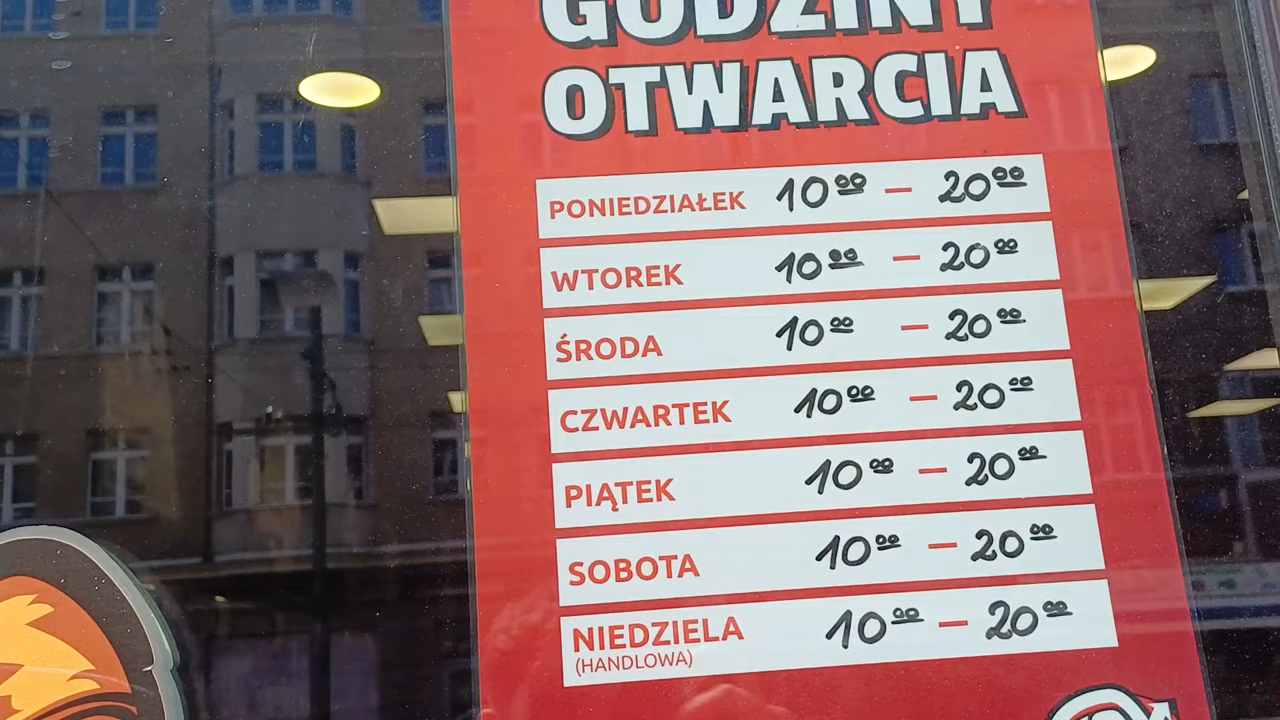 GODZINY
OTWARCIA
PONIEDZIAŁEK 10⁰⁰ – 20⁰⁰
WTOREK 10⁰⁰ – 20⁰⁰
ŚRODA 10⁰⁰ – 20⁰⁰
CZWARTEK 10⁰⁰ – 20⁰⁰
PIĄTEK 10⁰⁰ – 20⁰⁰
SOBOTA 10⁰⁰ – 20⁰⁰
NIEDZIELA 10⁰⁰ – 20⁰⁰
(HANDLOWA)